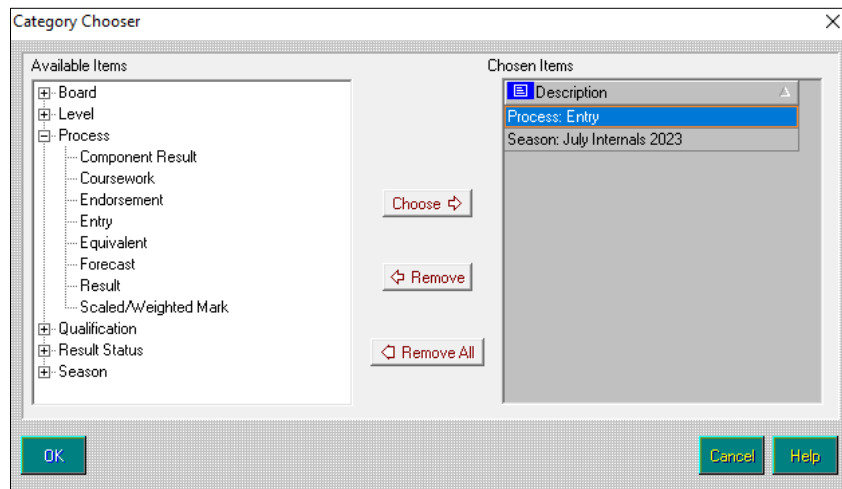 Category Chooser
Available Items
Board
Level
Process
Component Result
Coursework
Endorsement
Entry
Equivalent
Forecast
Result
Scaled/Weighted Mark
Qualification
Result Status
Season
Choose
Remove
Remove All
Chosen Items
Description
Process: Entry
Season: July Internals 2023
OK
Cancel
Help